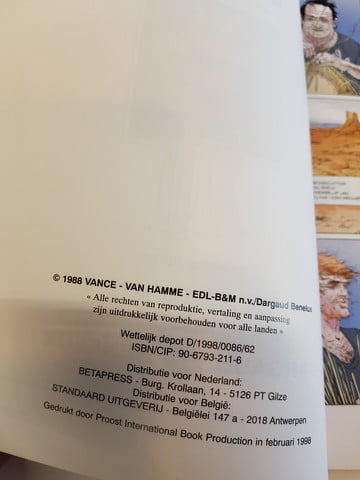 © 1988 VANCE - VAN HAMME - EDL-B&M n.v./Dargaud Benelux
« Alle rechten van reproduktie, vertaling en aanpassing
zijn uitdrukkelijk voorbehouden voor alle landen »
Wettelijk depot D/1998/0086/62
ISBN/CIP: 90-6793-211-6
Distributie voor Nederland:
BETAPRESS - Burg. Krollaan, 14 - 5126 PT Gilze
Distributie voor België:
STANDAARD UITGEVERIJ - Belgiëlei 147 a - 2018 Antwerpen
Gedrukt door Proost International Book Production in februari 1998